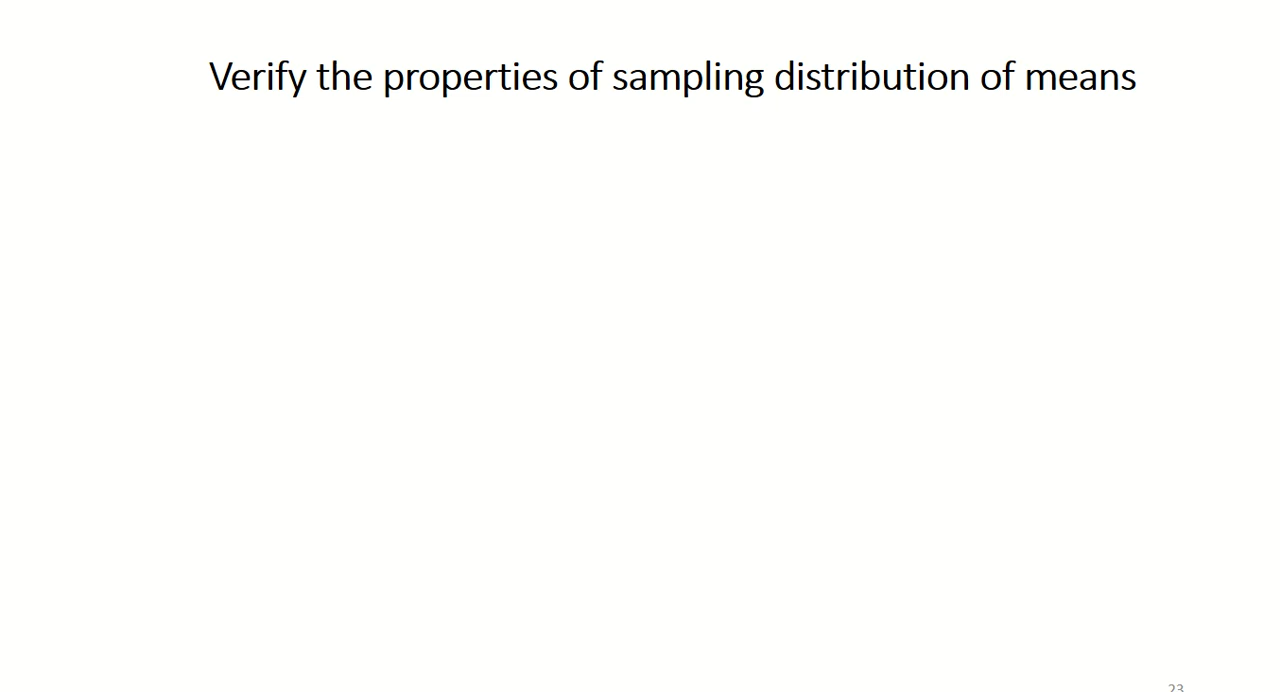 Verify the properties of sampling distribution of means
23